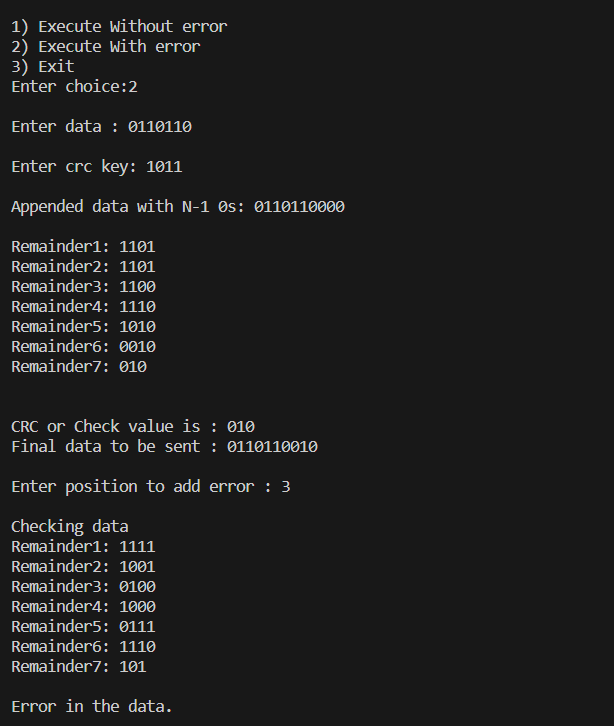 1) Execute Without error
2) Execute With error
3) Exit
Enter choice:2
Enter data : 0110110
Enter crc key: 1011
Appended data with N-1 0s: 0110110000
Remainder1: 1101
Remainder2: 1101
Remainder3: 1100
Remainder4: 1110
Remainder5: 1010
Remainder6: 0010
Remainder7: 010
CRC or Check value is : 010
Final data to be sent : 0110110010
Enter position to add error : 3
Checking data
Remainder1: 1111
Remainder2: 1001
Remainder3: 0100
Remainder4: 1000
Remainder5: 0111
Remainder6: 1110
Remainder7: 101
Error in the data.